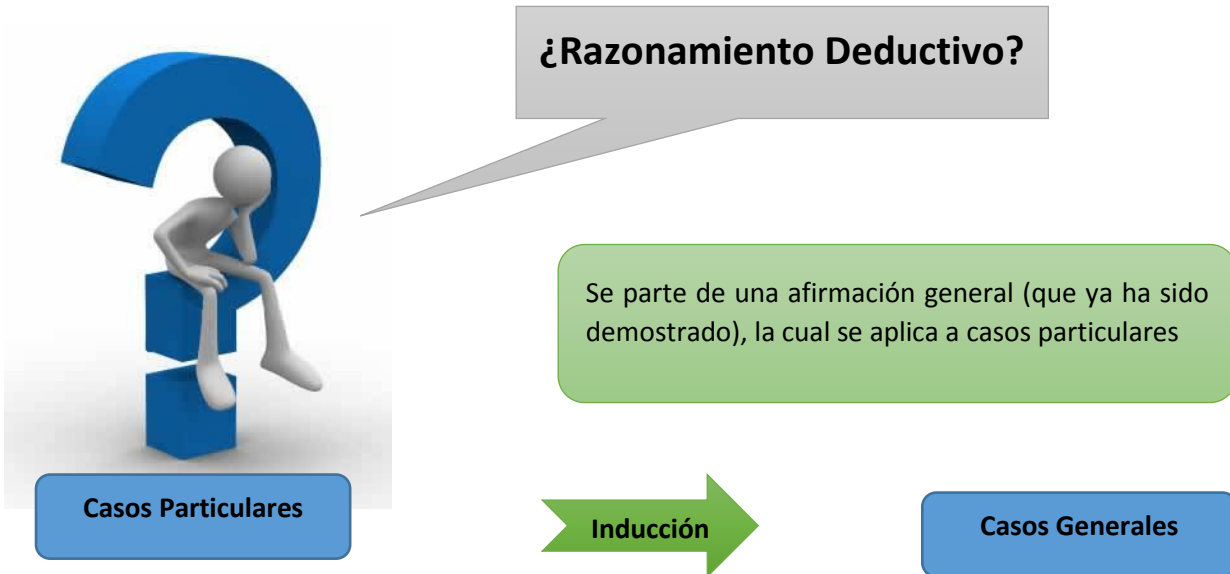 ¿Razonamiento Deductivo?
Se parte de una afirmación general (que ya ha sido
demostrado), la cual se aplica a casos particulares
Casos Particulares
Inducción
Casos Generales